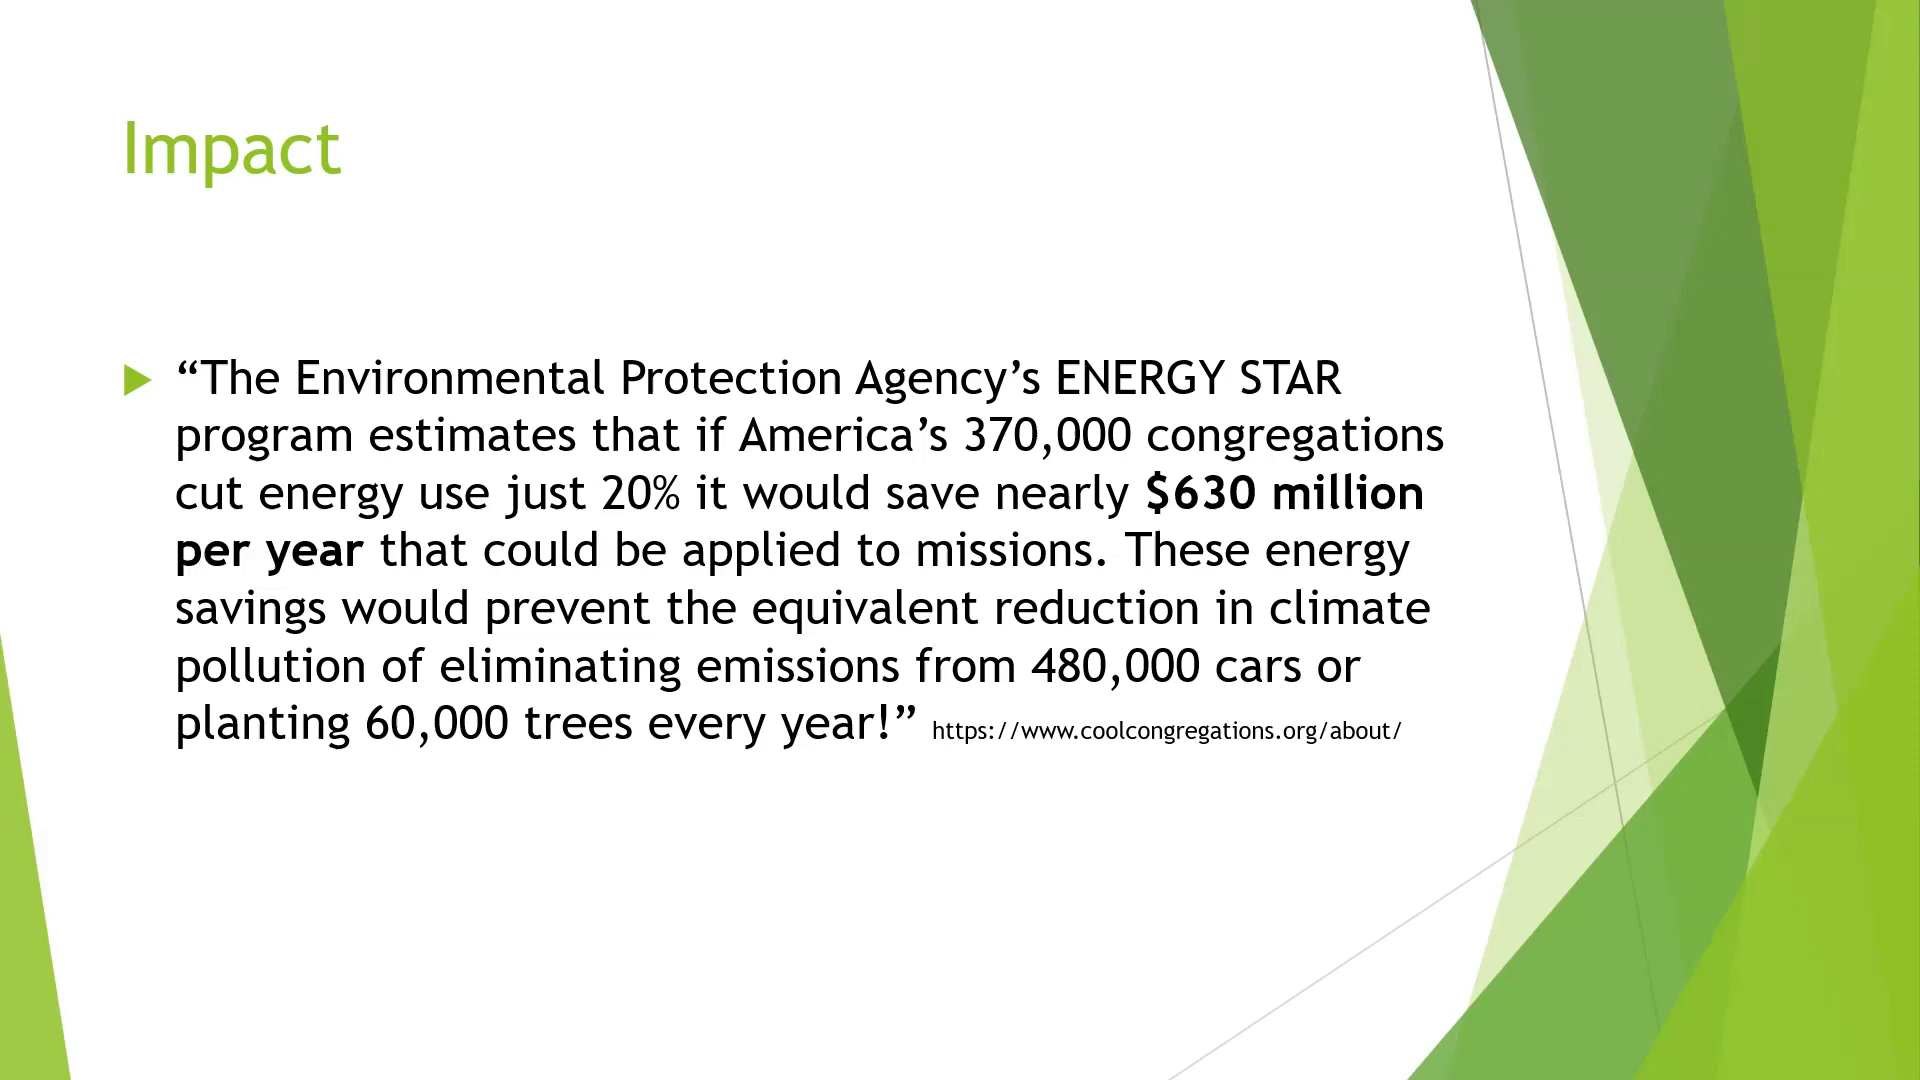 Impact
“The Environmental Protection Agency’s ENERGY STAR
program estimates that if America’s 370,000 congregations
cut energy use just 20% it would save nearly $630 million
per year that could be applied to missions. These energy
savings would prevent the equivalent reduction in climate
pollution of eliminating emissions from 480,000 cars or
planting 60,000 trees every year!” https://www.coolcongregations.org/about/